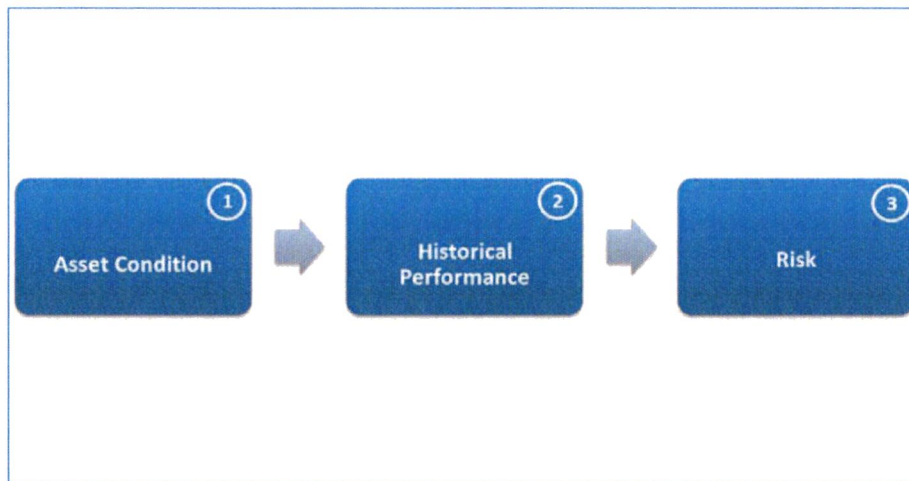 1
Asset Condition
2
Historical
Performance
3
Risk